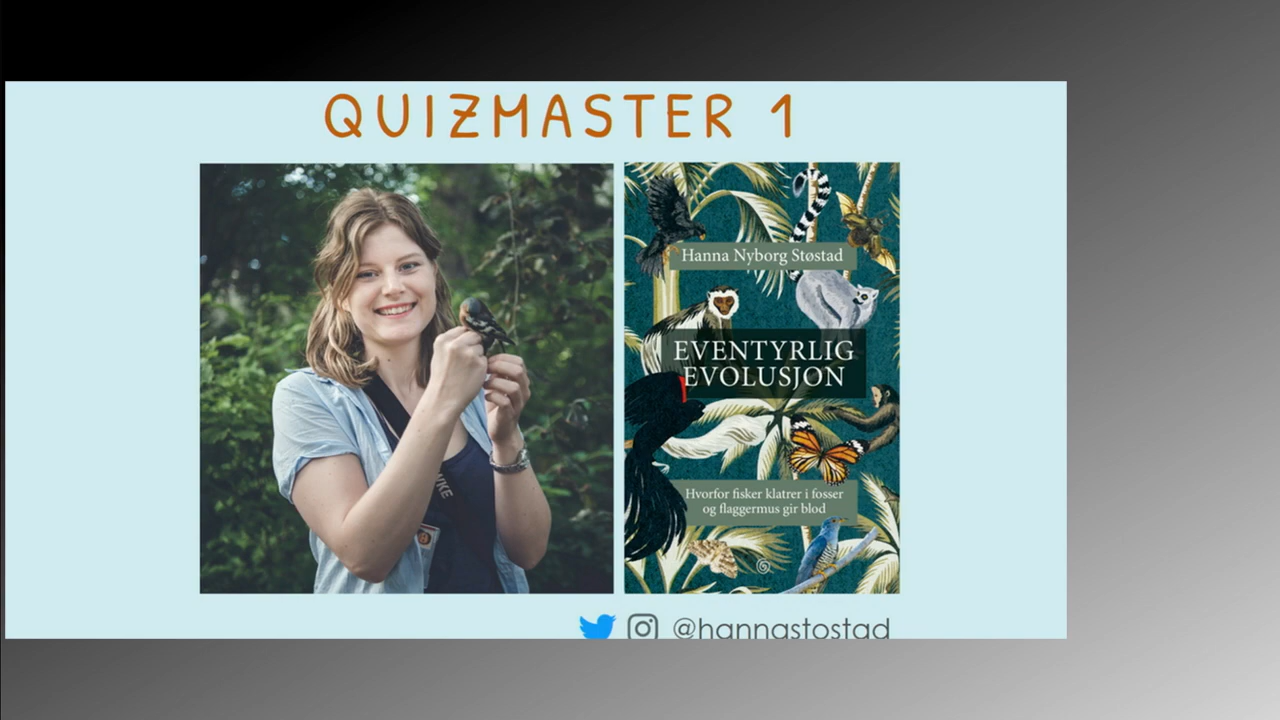 QUIZMASTER 1
Hanna Nyborg Støstad
EVENTYRLIG
EVOLUSJON
Hvorfor fisker klatrer i fosser
og flaggermus gir blod
@hannastostad